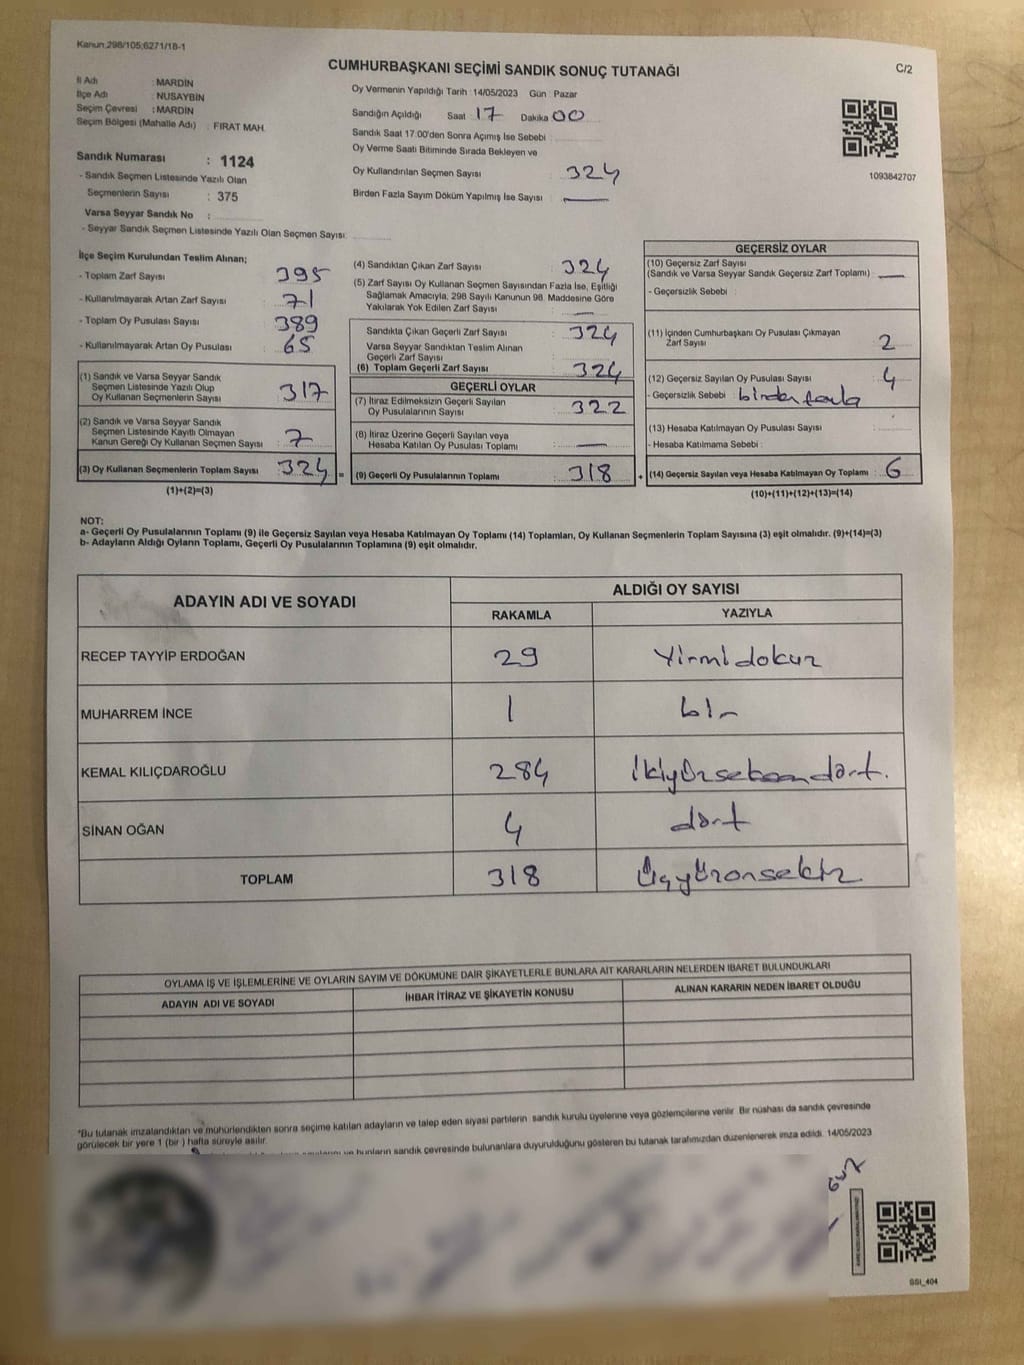 Kanun:298/105;6271/18-1
C/2
CUMHURBAŞKANI SEÇİMİ SANDIK SONUÇ TUTANAĞI
İl Adı : MARDİN
İlçe Adı : NUSAYBİN
Seçim Çevresi : MARDİN
Seçim Bölgesi (Mahalle Adı) : FIRAT MAH.
Sandık Numarası : 1124
- Sandık Seçmen Listesinde Yazılı Olan
Seçmenlerin Sayısı : 375
Varsa Seyyar Sandık No :
- Seyyar Sandık Seçmen Listesinde Yazılı Olan Seçmen Sayısı:
Oy Vermenin Yapıldığı Tarih : 14/05/2023 Gün : Pazar
Sandığın Açıldığı Saat 17 Dakika 00
Sandık Saat 17:00'den Sonra Açımış İse Sebebi :
Oy Verme Saati Bitiminde Sırada Bekleyen ve
Oy Kullandırılan Seçmen Sayısı : 324
Birden Fazla Sayım Döküm Yapılmış İse Sayısı : —
1093842707
İlçe Seçim Kurulundan Teslim Alınan;
- Toplam Zarf Sayısı : 395
- Kullanılmayarak Artan Zarf Sayısı : 71
- Toplam Oy Pusulası Sayısı : 389
- Kullanılmayarak Artan Oy Pusulası : 65
(1) Sandık ve Varsa Seyyar Sandık
Seçmen Listesinde Yazılı Olup
Oy Kullanan Seçmenlerin Sayısı : 317
(2) Sandık ve Varsa Seyyar Sandık
Seçmen Listesinde Kayıtlı Olmayan
Kanun Gereği Oy Kullanan Seçmen Sayısı : 7
(3) Oy Kullanan Seçmenlerin Toplam Sayısı : 324 =
(1)+(2)=(3)
(4) Sandıktan Çıkan Zarf Sayısı : 324
(5) Zarf Sayısı Oy Kullanan Seçmen Sayısından Fazla İse, Eşitliği
Sağlamak Amacıyla, 298 Sayılı Kanunun 98. Maddesine Göre
Yakılarak Yok Edilen Zarf Sayısı : —
Sandıkta Çıkan Geçerli Zarf Sayısı : 324
Varsa Seyyar Sandıktan Teslim Alınan
Geçerli Zarf Sayısı :
(6) Toplam Geçerli Zarf Sayısı : 324
GEÇERLİ OYLAR
(7) İtiraz Edilmeksizin Geçerli Sayılan
Oy Pusulalarının Sayısı : 322
(8) İtiraz Üzerine Geçerli Sayılan veya
Hesaba Katılan Oy Pusulası Toplamı : —
(9) Geçerli Oy Pusulalarının Toplamı : 318 +
GEÇERSİZ OYLAR
(10) Geçersiz Zarf Sayısı
(Sandık ve Varsa Seyyar Sandık Geçersiz Zarf Toplamı) : —
- Geçersizlik Sebebi :
(11) İçinden Cumhurbaşkanı Oy Pusulası Çıkmayan
Zarf Sayısı : 2
(12) Geçersiz Sayılan Oy Pusulası Sayısı : 4
- Geçersizlik Sebebi : birden fazla
(13) Hesaba Katılmayan Oy Pusulası Sayısı :
- Hesaba Katılmama Sebebi :
(14) Geçersiz Sayılan veya Hesaba Katılmayan Oy Toplamı : 6
(10)+(11)+(12)+(13)=(14)
NOT:
a- Geçerli Oy Pusulalarının Toplamı (9) ile Geçersiz Sayılan veya Hesaba Katılmayan Oy Toplamı (14) Toplamları, Oy Kullanan Seçmenlerin Toplam Sayısına (3) eşit olmalıdır. (9)+(14)=(3)
b- Adayların Aldığı Oyların Toplamı, Geçerli Oy Pusulalarının Toplamına (9) eşit olmalıdır.
ADAYIN ADI VE SOYADI ALDIĞI OY SAYISI
RAKAMLA YAZIYLA
RECEP TAYYİP ERDOĞAN 29 Yirmi dokuz
MUHARREM İNCE 1 bir
KEMAL KILIÇDAROĞLU 284 ikiyüzseksendört.
SİNAN OĞAN 4 dört
TOPLAM 318 Üçyüzonsekiz
OYLAMA İŞ VE İŞLEMLERİNE VE OYLARIN SAYIM VE DÖKÜMÜNE DAİR ŞİKAYETLERLE BUNLARA AİT KARARLARIN NELERDEN İBARET BULUNDUKLARI
ADAYIN ADI VE SOYADI İHBAR İTİRAZ VE ŞİKAYETİN KONUSU ALINAN KARARIN NEDEN İBARET OLDUĞU
*Bu tutanak imzalandıktan ve mühürlendikten sonra seçime katılan adayların ve talep eden siyasi partilerin sandık kurulu üyelerine veya gözlemcilerine verilir. Bir nüshası da sandık çevresinde
görülecek bir yere 1 (bir ) hafta süreyle asılır.
bunların sandık çevresinde bulunanlara duyurulduğunu gösteren bu tutanak tarafımızdan düzenlenerek imza edildi. 14/05/2023
SSI_404